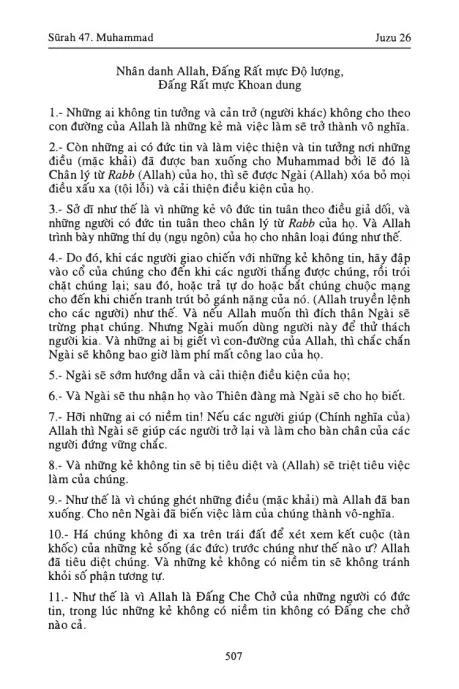 Sūrah 47. Muhammad Juzu 26
Nhân danh Allah, Đấng Rất mực Độ lượng,
Đấng Rất mực Khoan dung
1.- Những ai không tin tưởng và cản trở (người khác) không cho theo
con đường của Allah là những kẻ mà việc làm sẽ trở thành vô nghĩa.
2.- Còn những ai có đức tin và làm việc thiện và tin tưởng nơi những
điều (mặc khải) đã được ban xuống cho Muhammad bởi lẽ đó là
Chân lý từ Rabb (Allah) của họ, thì sẽ được Ngài (Allah) xóa bỏ mọi
điều xấu xa (tội lỗi) và cải thiện điều kiện của họ.
3.- Sở dĩ như thế là vì những kẻ vô đức tin tuân theo điều giả dối, và
những người có đức tin tuân theo chân lý từ Rabb của họ. Và Allah
trình bày những thí dụ (ngụ ngôn) của họ cho nhân loại đúng như thế.
4.- Do đó, khi các người giao chiến với những kẻ không tin, hãy đập
vào cổ của chúng cho đến khi các người thắng được chúng, rồi trói
chặt chúng lại; sau đó, hoặc trả tự do hoặc bắt chúng chuộc mạng
cho đến khi chiến tranh trút bỏ gánh nặng của nó. (Allah truyền lệnh
cho các người) như thế. Và nếu Allah muốn thì đích thân Ngài sẽ
trừng phạt chúng. Nhưng Ngài muốn dùng người này để thử thách
người kia. Và những ai bị giết vì con-đường của Allah, thì chắc chắn
Ngài sẽ không bao giờ làm phí mất công lao của họ.
5.- Ngài sẽ sớm hướng dẫn và cải thiện điều kiện của họ;
6.- Và Ngài sẽ thu nhận họ vào Thiên đàng mà Ngài sẽ cho họ biết.
7.- Hỡi những ai có niềm tin! Nếu các người giúp (Chính nghĩa của)
Allah thì Ngài sẽ giúp các người trở lại và làm cho bàn chân của các
người đứng vững chắc.
8.- Và những kẻ không tin sẽ bị tiêu diệt và (Allah) sẽ triệt tiêu việc
làm của chúng.
9.- Như thế là vì chúng ghét những điều (mặc khải) mà Allah đã ban
xuống. Cho nên Ngài đã biến việc làm của chúng thành vô-nghĩa.
10.- Há chúng không đi xa trên trái đất để xét xem kết cuộc (tàn
khốc) của những kẻ sống (ác đức) trước chúng như thế nào ư? Allah
đã tiêu diệt chúng. Và những kẻ không có niềm tin sẽ không tránh
khỏi số phận tương tự.
11.- Như thế là vì Allah là Đấng Che Chở của những người có đức
tin, trong lúc những kẻ không có niềm tin không có Đấng che chở
nào cả.
507